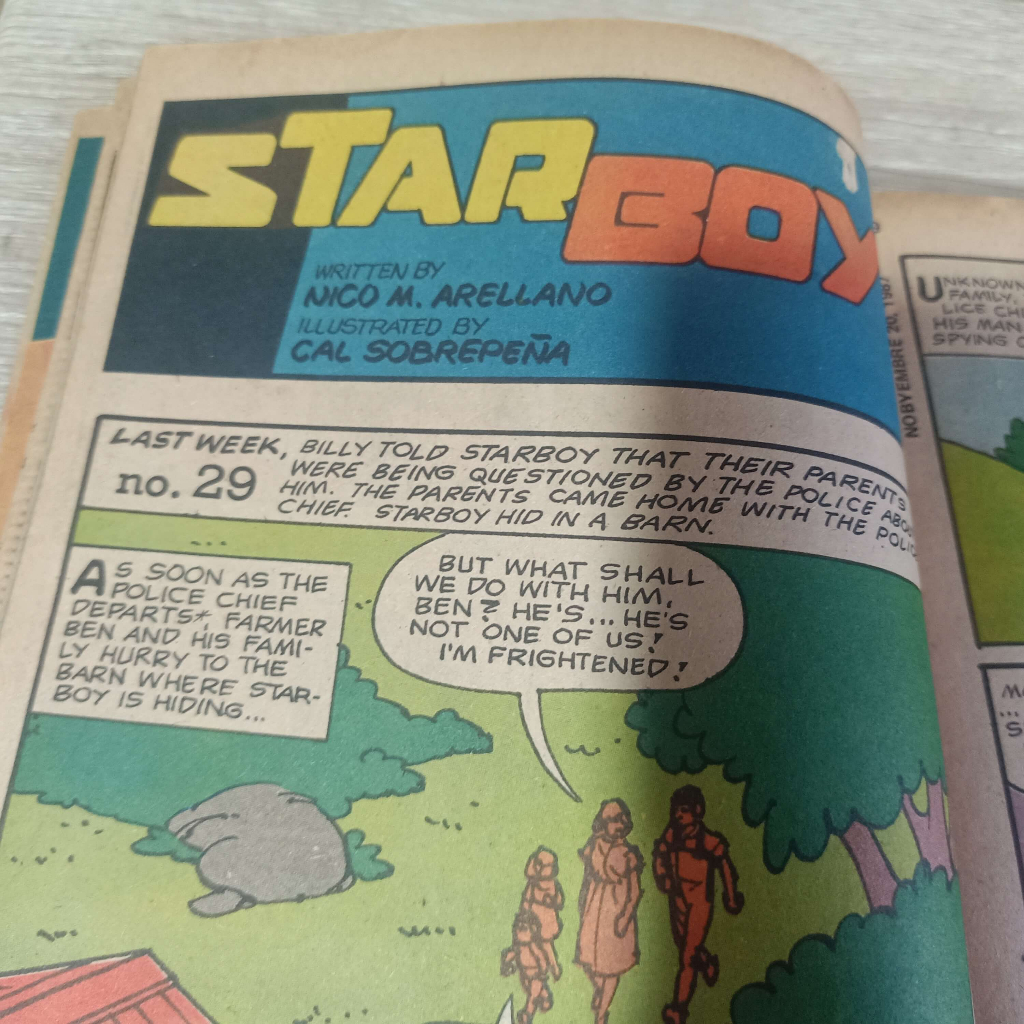 STARBOY
WRITTEN BY
NICO M. ARELLANO
ILLUSTRATED BY
CAL SOBREPEÑA
LAST WEEK, BILLY TOLD STARBOY THAT THEIR PARENTS
no. 29 WERE BEING QUESTIONED BY THE POLICE
HIM. THE PARENTS CAME HOME WITH THE
CHIEF. STARBOY HID IN A BARN.
AS SOON AS THE
POLICE CHIEF
DEPARTS*, FARMER
BEN AND HIS FAMI-
LY HURRY TO THE
BARN WHERE STAR-
BOY IS HIDING...
BUT WHAT SHALL
WE DO WITH HIM,
BEN? HE'S... HE'S
NOT ONE OF US!
I'M FRIGHTENED!
NOBYEMBRE 20, 1987
UNKNOWN
FAMILY,
LICE
HIS MAN
SPYING